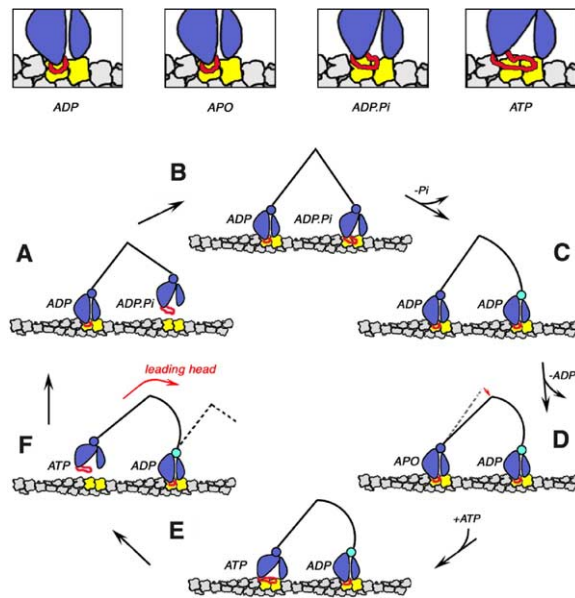 ADP
APO
ADP.Pi
ATP
B
-Pi
ADP
ADP.Pi
A
C
ADP
ADP.Pi
ADP
ADP
leading head
-ADP
F
D
ATP
ADP
APO
ADP
E
+ATP
ATP
ADP